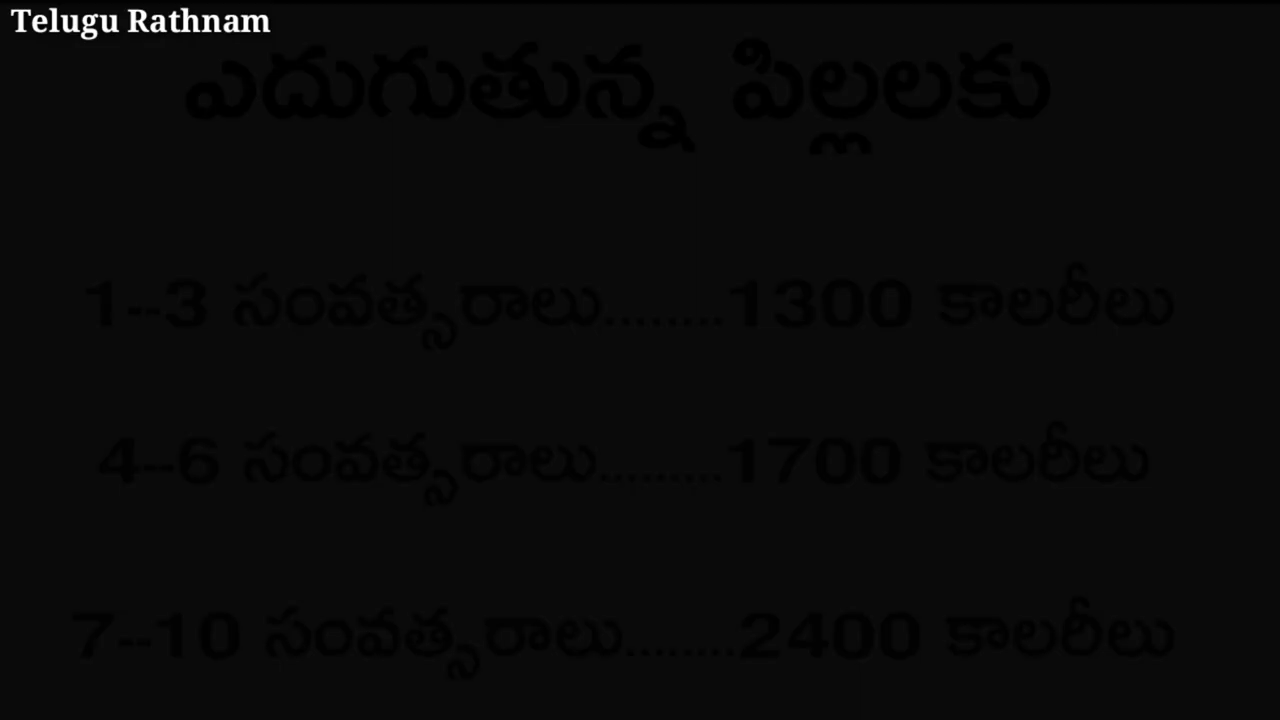 Telugu Rathnam
ఎదుగుతున్న పిల్లలకు
1--3 సంవత్సరాలు........1300 కాలరీలు
4--6 సంవత్సరాలు.........1700 కాలరీలు
7--10 సంవత్సరాలు........2400 కాలరీలు